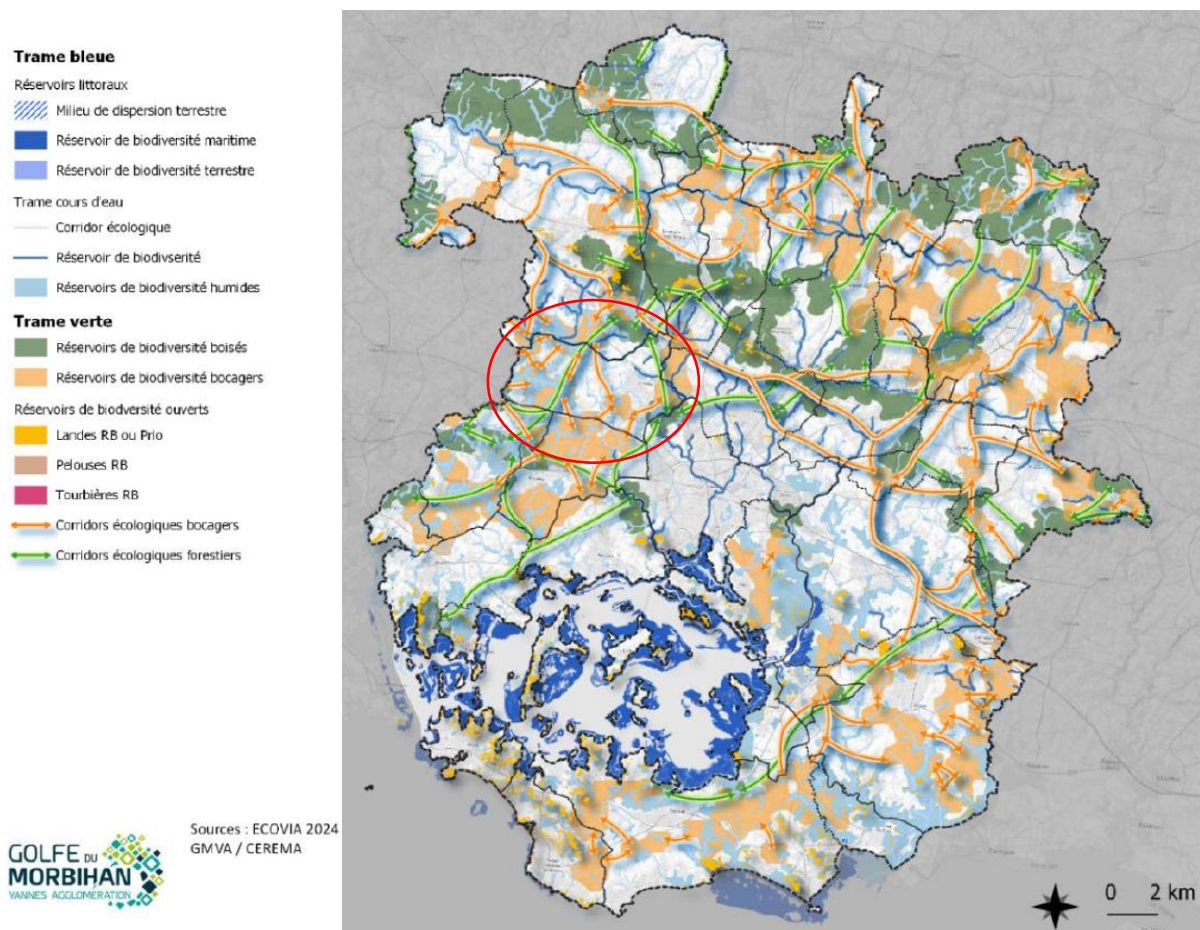 Trame bleue
Réservoirs littoraux
Milieu de dispersion terrestre
Réservoir de biodiversité maritime
Réservoir de biodiversité terrestre
Trame cours d'eau
Corridor écologique
Réservoir de biodivserité
Réservoirs de biodiversité humides
Trame verte
Réservoirs de biodiversité boisés
Réservoirs de biodiversité bocagers
Réservoirs de biodiversité ouverts
Landes RB ou Prio
Pelouses RB
Tourbières RB
Corridors écologiques bocagers
Corridors écologiques forestiers
Sources : ECOVIA 2024
GMVA / CEREMA
GOLFE DU
MORBIHAN
VANNES AGGLOMÉRATION
0 2 km